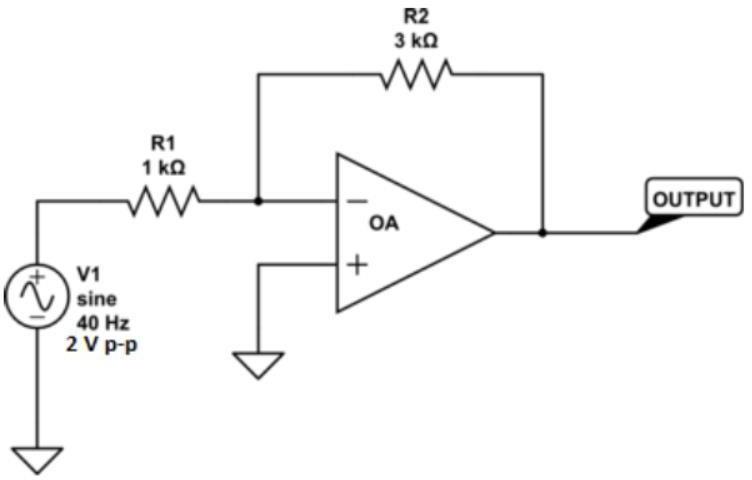 R2
3 kΩ
R1
1 kΩ
OUTPUT
−
OA
+
+
−
V1
sine
40 Hz
2 V p-p